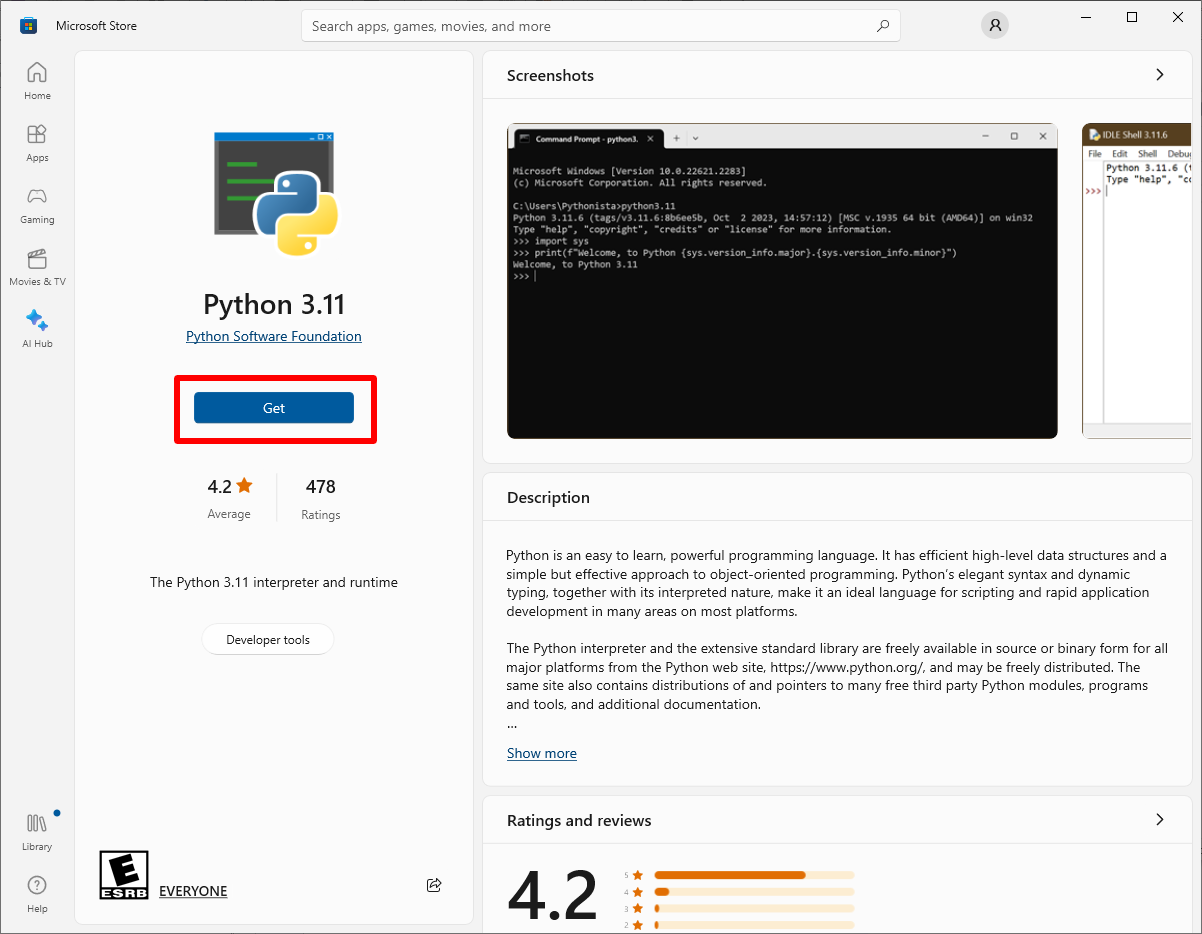 Microsoft Store
Search apps, games, movies, and more
Home
Apps
Gaming
Movies & TV
AI Hub
Library
Help
Python 3.11
Python Software Foundation
Get
4.2
Average
478
Ratings
The Python 3.11 interpreter and runtime
Developer tools
E
ESRB
EVERYONE
Screenshots
Command Prompt - python3.
Microsoft Windows [Version 10.0.22621.2283]
(c) Microsoft Corporation. All rights reserved.
C:\Users\Pythonista>python3.11
Python 3.11.6 (tags/v3.11.6:8b6ee5b, Oct  2 2023, 14:57:12) [MSC v.1935 64 bit (AMD64)] on win32
Type "help", "copyright", "credits" or "license" for more information.
>>> import sys
>>> print(f"Welcome, to Python {sys.version_info.major}.{sys.version_info.minor}")
Welcome, to Python 3.11
>>>
IDLE Shell 3.11.6
File Edit Shell Debu
Python 3.11.6 (t
Type "help", "co
>>>
Description
Python is an easy to learn, powerful programming language. It has efficient high-level data structures and a
simple but effective approach to object-oriented programming. Python's elegant syntax and dynamic
typing, together with its interpreted nature, make it an ideal language for scripting and rapid application
development in many areas on most platforms.
The Python interpreter and the extensive standard library are freely available in source or binary form for all
major platforms from the Python web site, https://www.python.org/, and may be freely distributed. The
same site also contains distributions of and pointers to many free third party Python modules, programs
and tools, and additional documentation.
...
Show more
Ratings and reviews
4.2
5
4
3
2